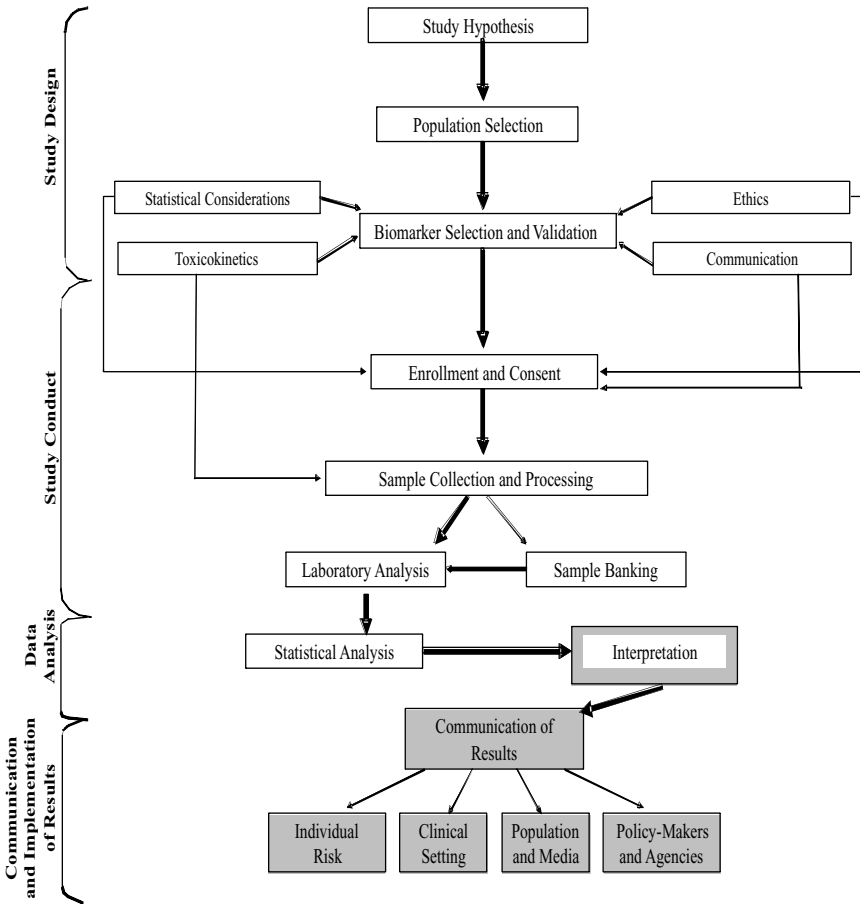 Study Design
Study Hypothesis
Population Selection
Statistical Considerations
Ethics
Biomarker Selection and Validation
Toxicokinetics
Communication
Study Conduct
Enrollment and Consent
Sample Collection and Processing
Laboratory Analysis
Sample Banking
Data
Analysis
Statistical Analysis
Interpretation
Communication
and Implementation
of Results
Communication of
Results
Individual
Risk
Clinical
Setting
Population
and Media
Policy-Makers
and Agencies